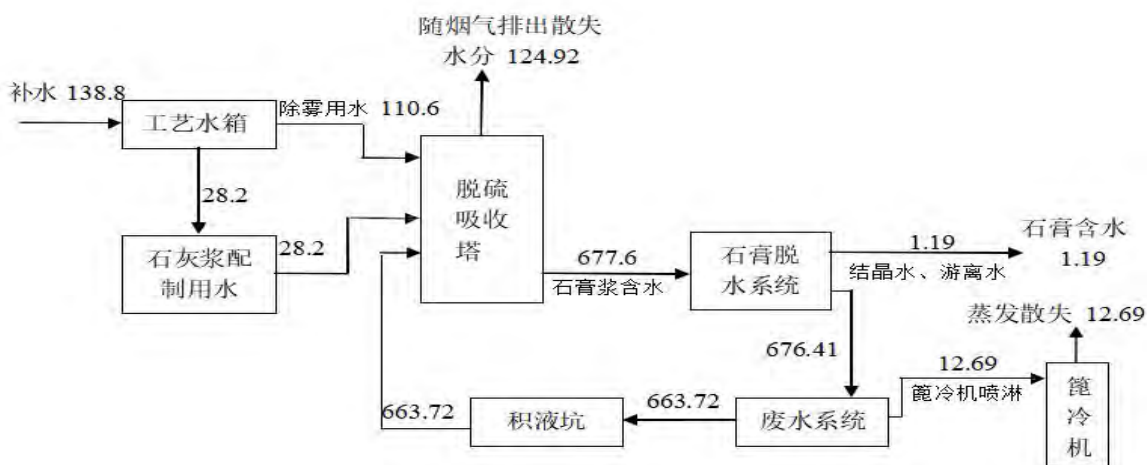 随烟气排出散失
水分 124.92
补水 138.8
除雾用水 110.6
工艺水箱
脱硫
吸收
塔
28.2
石灰浆配
制用水
28.2
677.6
石膏浆含水
石膏脱
水系统
1.19
结晶水、游离水
石膏含水
1.19
蒸发散失 12.69
676.41
12.69
篦冷机喷淋
篦
冷
机
663.72
积液坑
663.72
废水系统